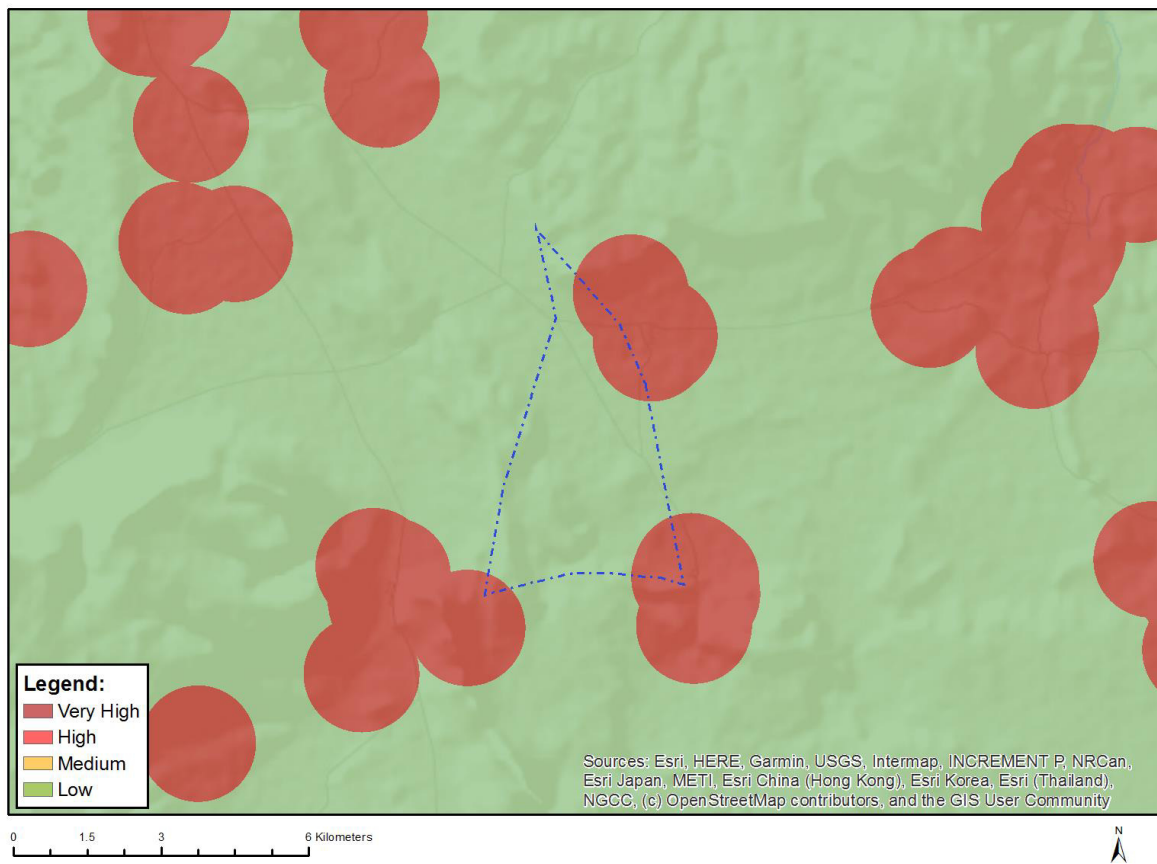 Legend:
Very High
High
Medium
Low
Sources: Esri, HERE, Garmin, USGS, Intermap, INCREMENT P, NRCan,
Esri Japan, METI, Esri China (Hong Kong), Esri Korea, Esri (Thailand),
NGCC, (c) OpenStreetMap contributors, and the GIS User Community
0 1.5 3 6 Kilometers
N